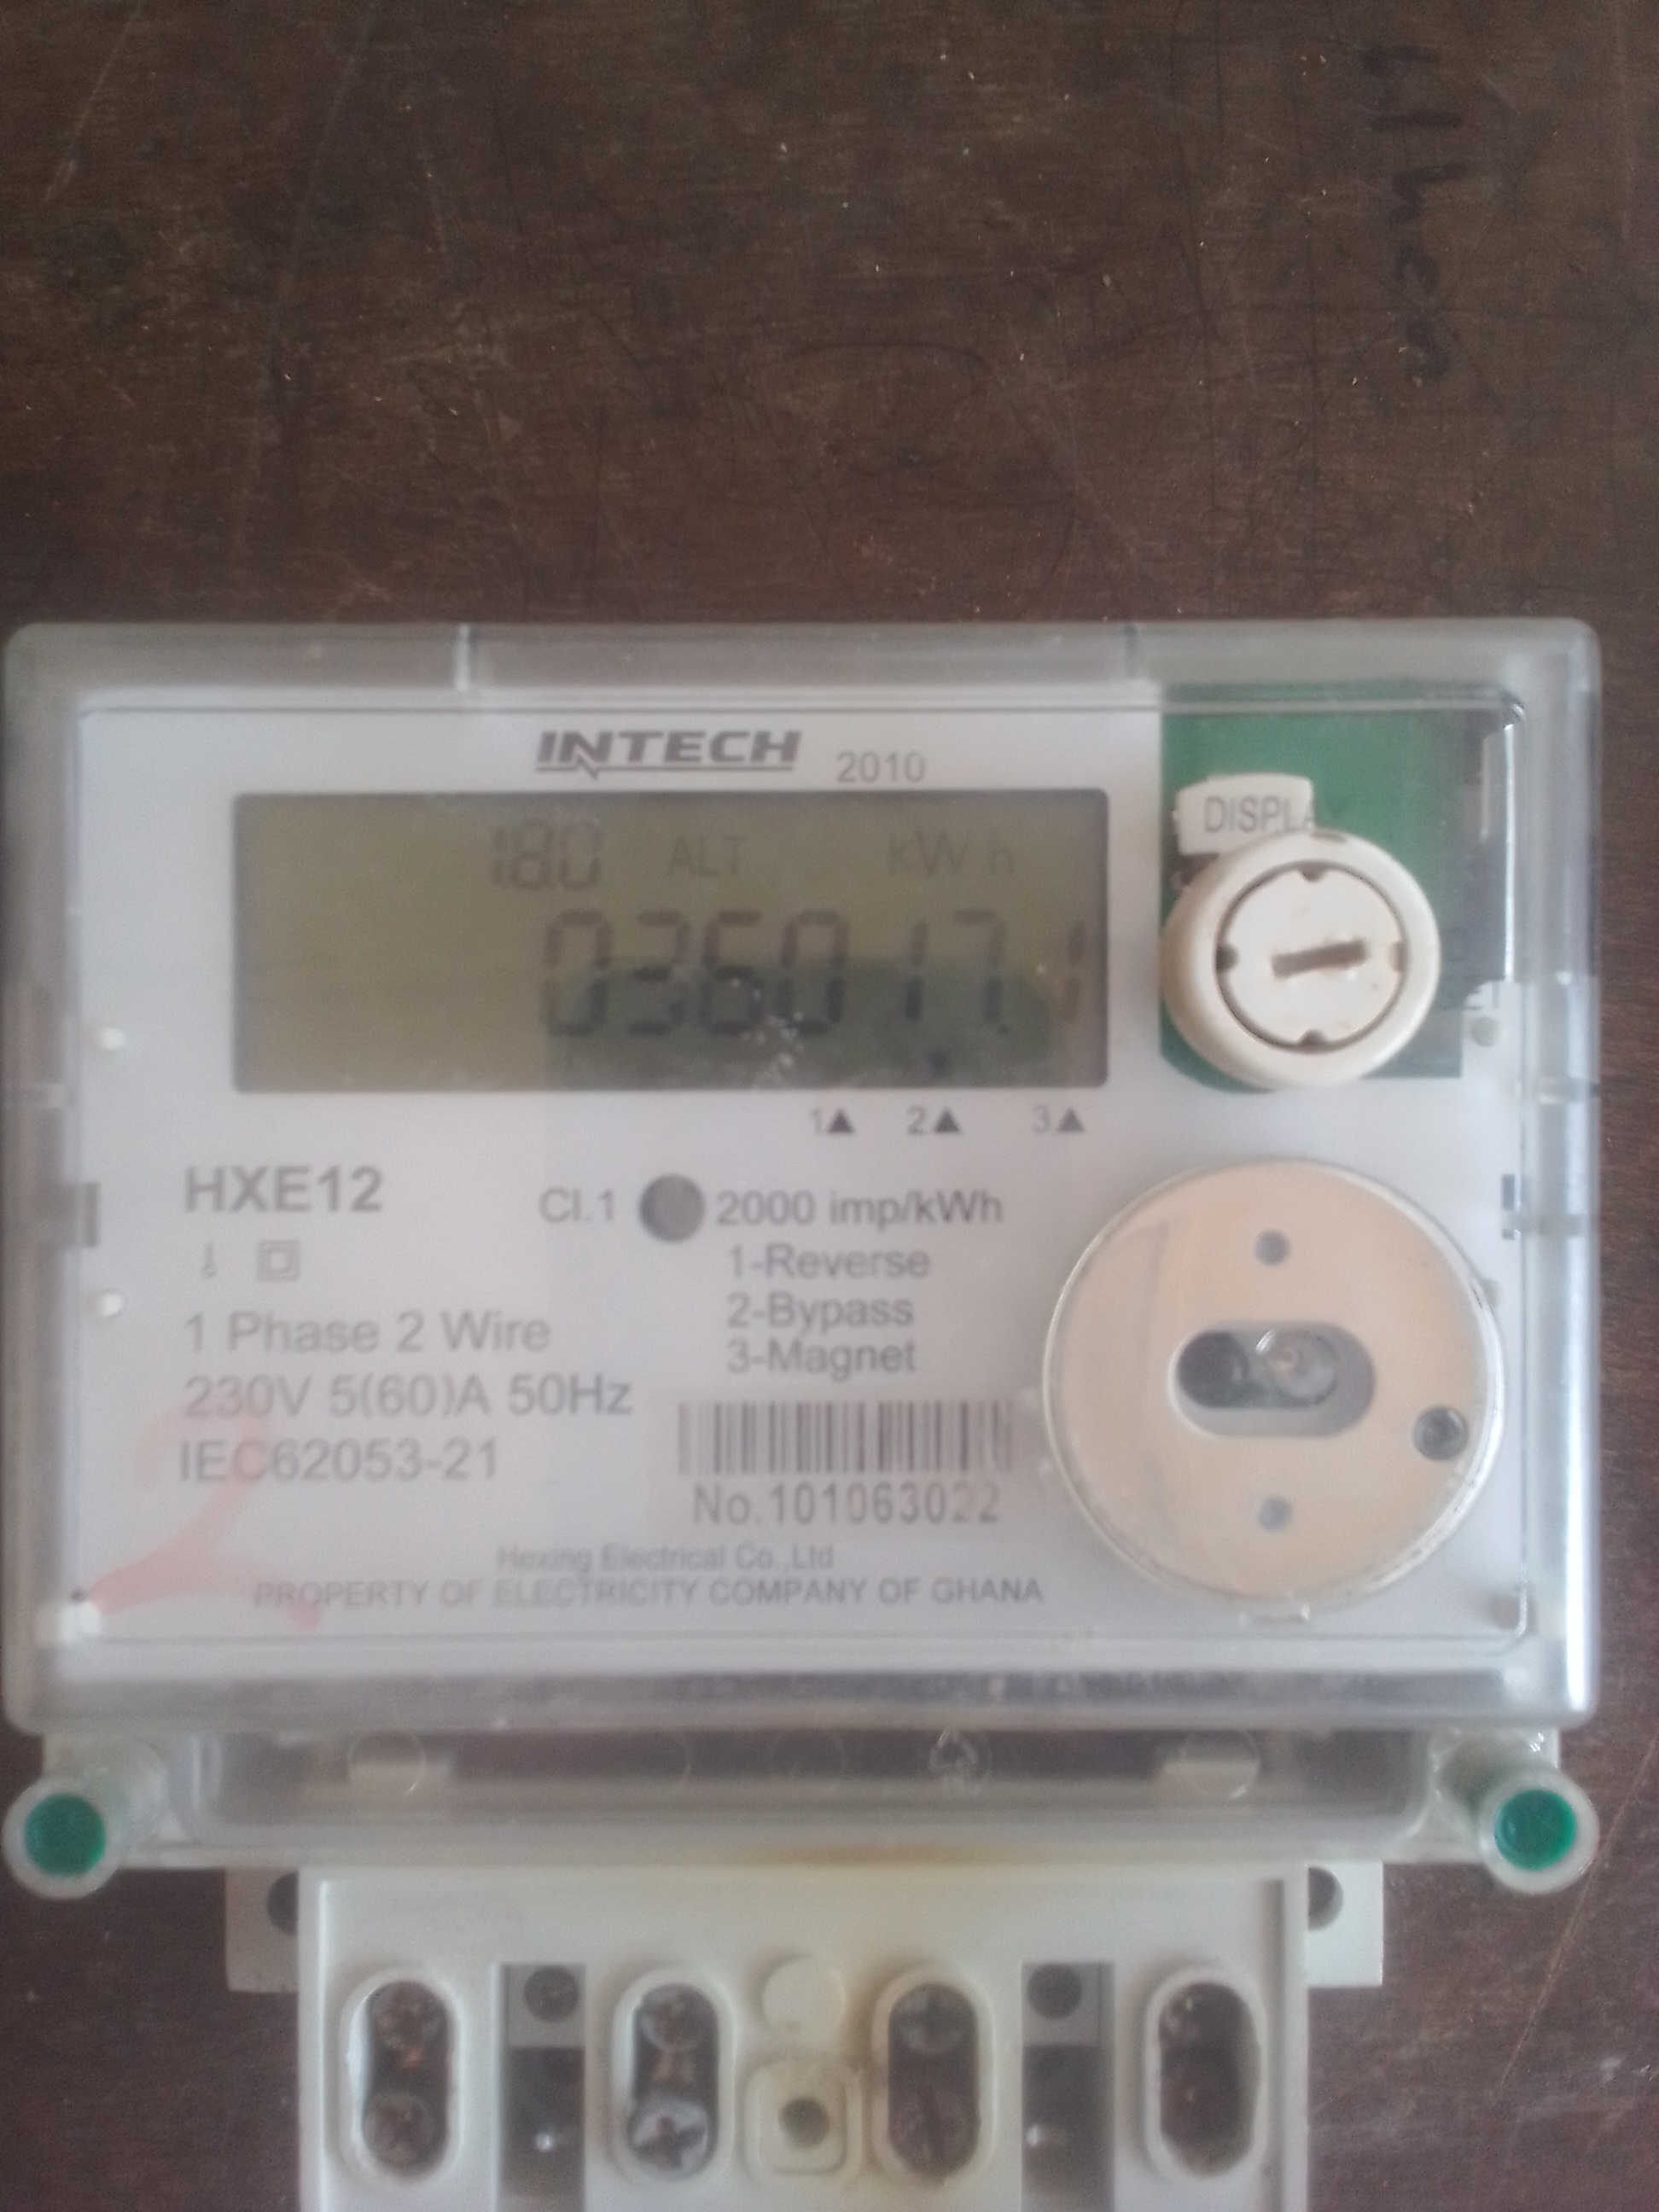 INTECH 2010
DISPLA
180 ALT kWh
036017.1
1▲ 2▲ 3▲
HXE12
Cl.1 2000 imp/kWh
1-Reverse
2-Bypass
3-Magnet
1 Phase 2 Wire
230V 5(60)A 50Hz
IEC62053-21
No.101063022
Hexing Electrical Co.,Ltd
PROPERTY OF ELECTRICITY COMPANY OF GHANA
2